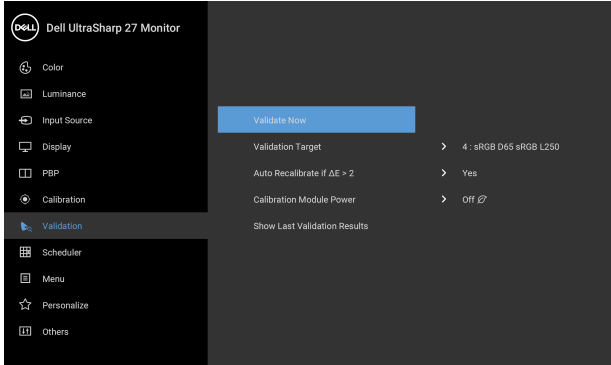 DELL Dell UltraSharp 27 Monitor
Color
Luminance
Input Source
Display
PBP
Calibration
Validation
Scheduler
Menu
Personalize
Others
Validate Now
Validation Target 4 : sRGB D65 sRGB L250
Auto Recalibrate if ΔE > 2 Yes
Calibration Module Power Off
Show Last Validation Results